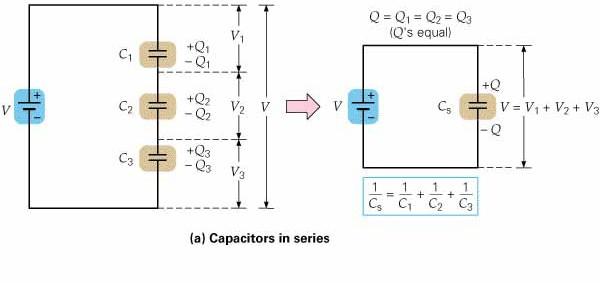 V
+
−
C₁
+Q₁
− Q₁
V₁
C₂
+Q₂
− Q₂
V₂
V
C₃
+Q₃
− Q₃
V₃
Q = Q₁ = Q₂ = Q₃
(Q's equal)
V
+
−
Cₛ
+Q
− Q
V = V₁ + V₂ + V₃
1/Cₛ = 1/C₁ + 1/C₂ + 1/C₃
(a) Capacitors in series